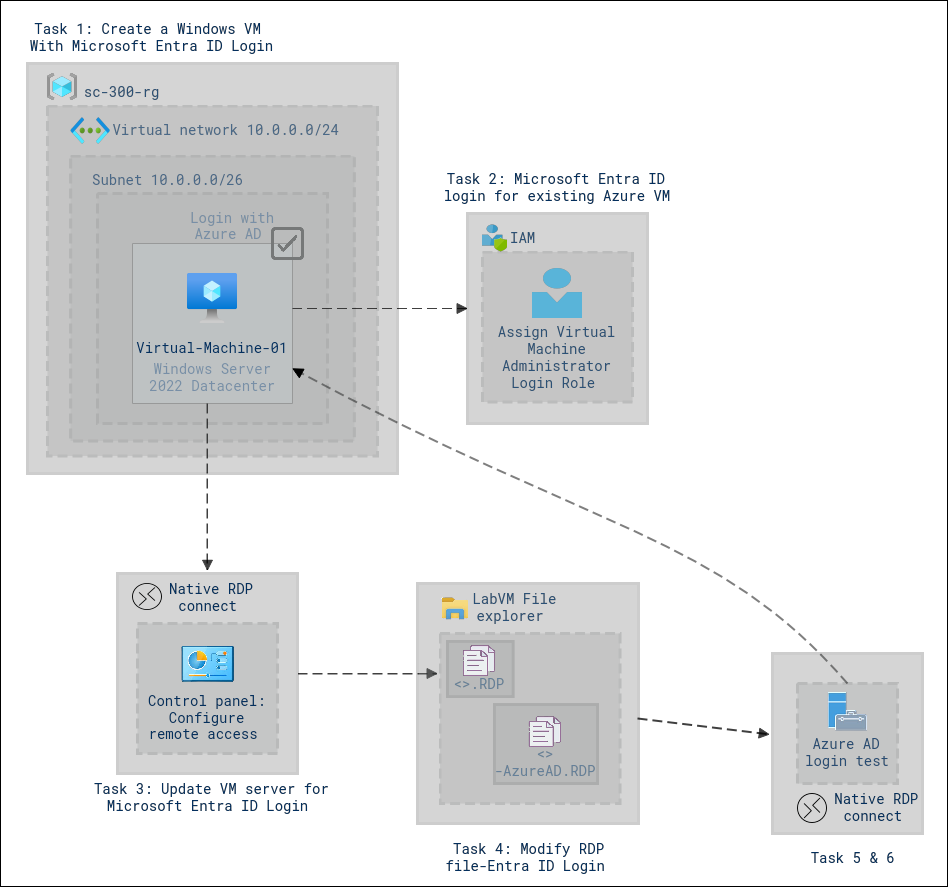 Task 1: Create a Windows VM
With Microsoft Entra ID Login
sc-300-rg
Virtual network 10.0.0.0/24
Subnet 10.0.0.0/26
Login with
Azure AD
Virtual-Machine-01
Windows Server
2022 Datacenter
Task 2: Microsoft Entra ID
login for existing Azure VM
IAM
Assign Virtual
Machine
Administrator
Login Role
Native RDP
connect
Control panel:
Configure
remote access
Task 3: Update VM server for
Microsoft Entra ID Login
LabVM File
explorer
<>.RDP
<>
-AzureAD.RDP
Task 4: Modify RDP
file-Entra ID Login
Azure AD
login test
Native RDP
connect
Task 5 & 6